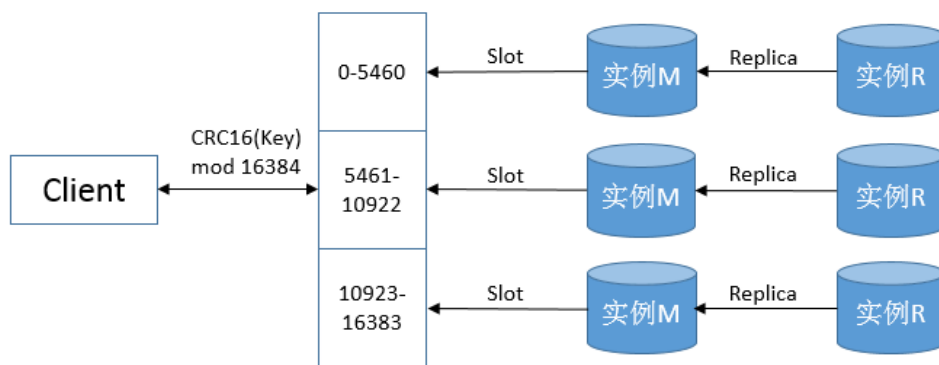 Client
CRC16(Key)
mod 16384
0-5460
Slot
实例M
Replica
实例R
5461-
10922
Slot
实例M
Replica
实例R
10923-
16383
Slot
实例M
Replica
实例R